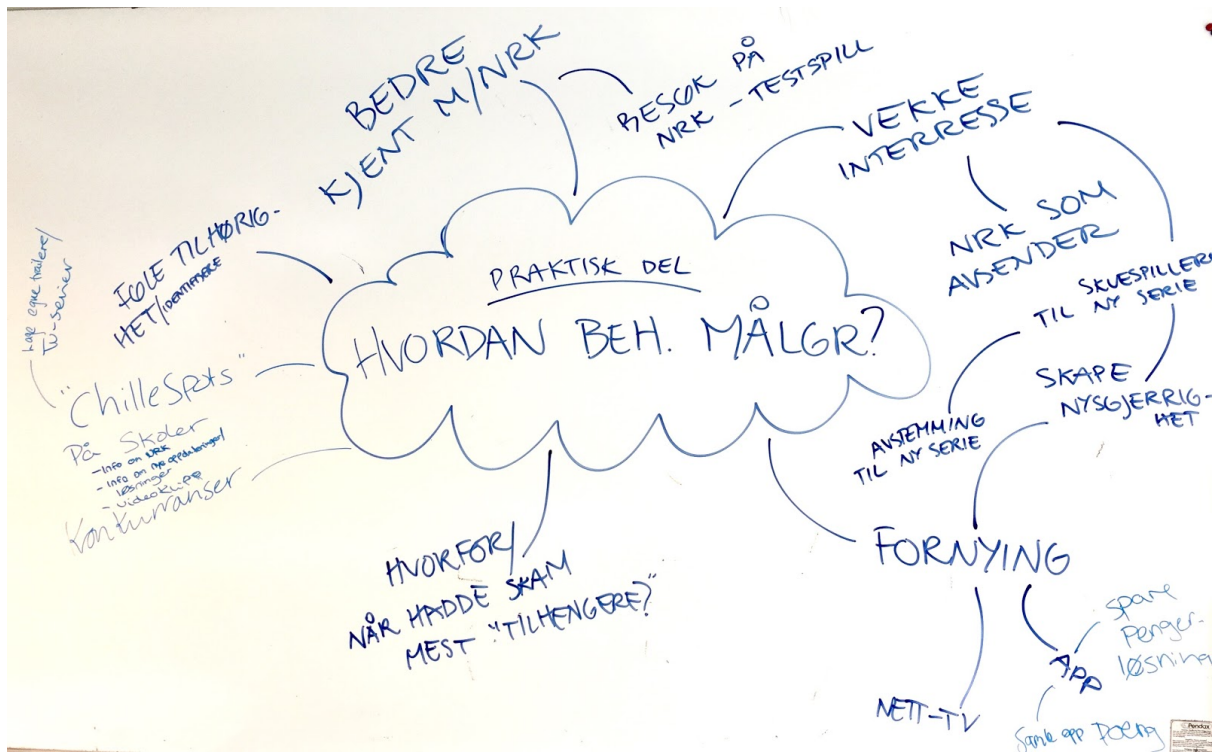 BEDRE
KJENT M/NRK
BESØK PÅ
NRK - TESTSPILL
VEKKE
INTERRESSE
NRK SOM
AVSENDER
SKUESPILLERE
TIL NY SERIE
AVSTEMMING
TIL NY SERIE
SKAPE
NYSGJERRIG-
HET
FØLE TILHØRIG-
HET/IDENTIFISERE
PRAKTISK DEL
HVORDAN BEH. MÅLGR?
Lage egne trailere/
TV-serier
"ChilleSpots"
På Skoler
- Info om NRK
- Info om nye oppdateringer/
løsninger
- videoklipp
Konkurranser
HVORFOR/
NÅR HADDE SKAM
MEST "TILHENGERE?"
FORNYING
NETT-TV
APP
spare
Penger-
løsning
Samle opp Poeng
Pendax